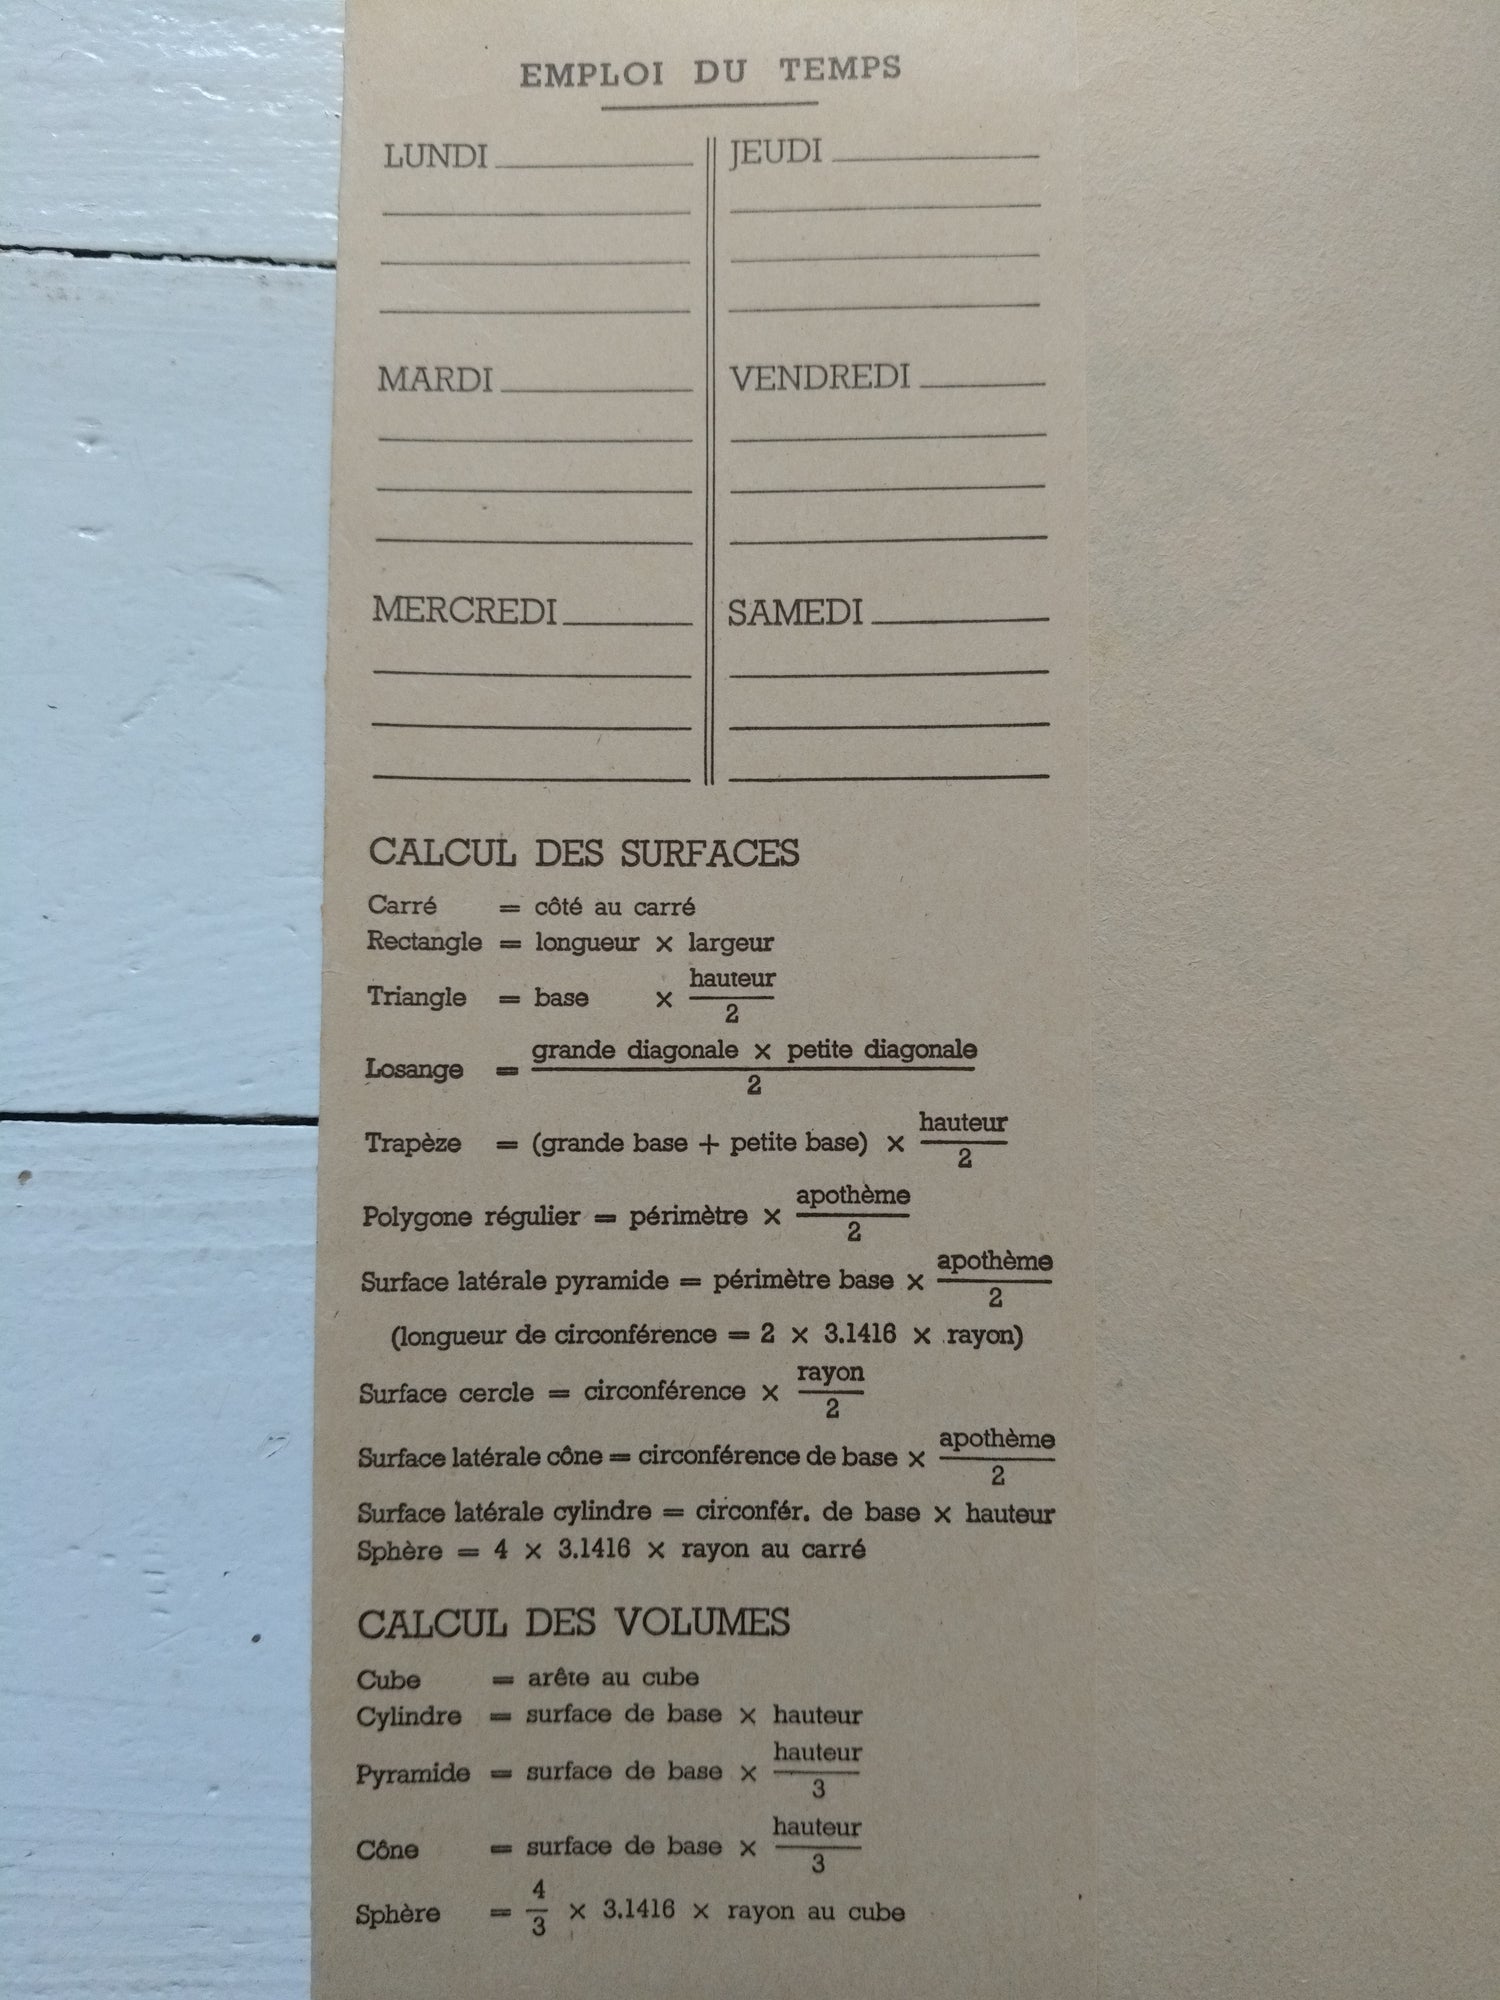 EMPLOI DU TEMPS
LUNDI
MARDI
MERCREDI
JEUDI
VENDREDI
SAMEDI
CALCUL DES SURFACES
Carré = côté au carré
Rectangle = longueur × largeur
Triangle = base × hauteur/2
Losange = grande diagonale × petite diagonale/2
Trapèze = (grande base + petite base) × hauteur/2
Polygone régulier = périmètre × apothème/2
Surface latérale pyramide = périmètre base × apothème/2
(longueur de circonférence = 2 × 3.1416 × rayon)
Surface cercle = circonférence × rayon/2
Surface latérale cône = circonférence de base × apothème/2
Surface latérale cylindre = circonfér. de base × hauteur
Sphère = 4 × 3.1416 × rayon au carré
CALCUL DES VOLUMES
Cube = arête au cube
Cylindre = surface de base × hauteur
Pyramide = surface de base × hauteur/3
Cône = surface de base × hauteur/3
Sphère = 4/3 × 3.1416 × rayon au cube